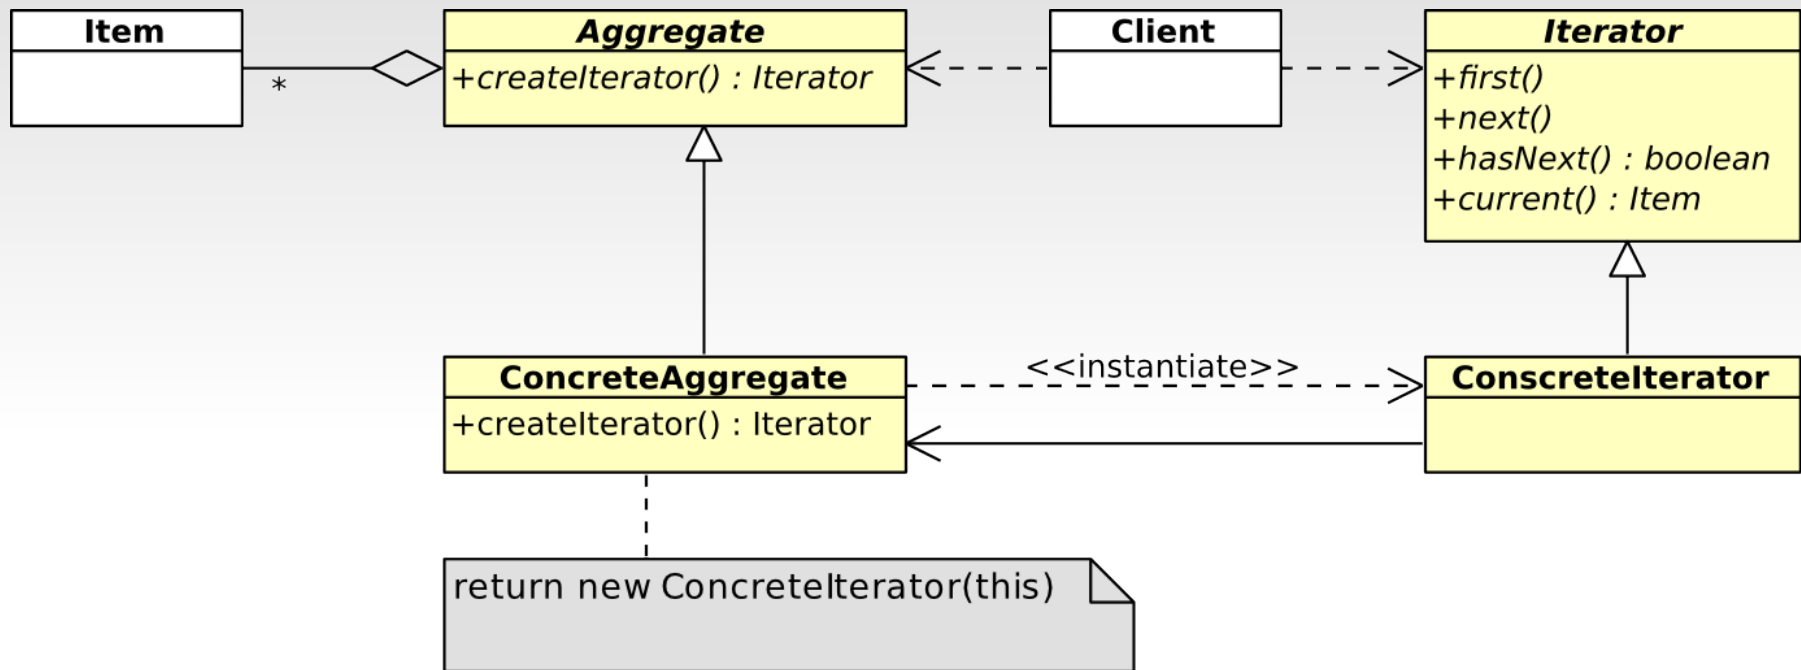 Item
*
Aggregate
+createIterator() : Iterator
Client
Iterator
+first()
+next()
+hasNext() : boolean
+current() : Item
ConcreteAggregate
+createIterator() : Iterator
<<instantiate>>
ConscreteIterator
return new ConcreteIterator(this)